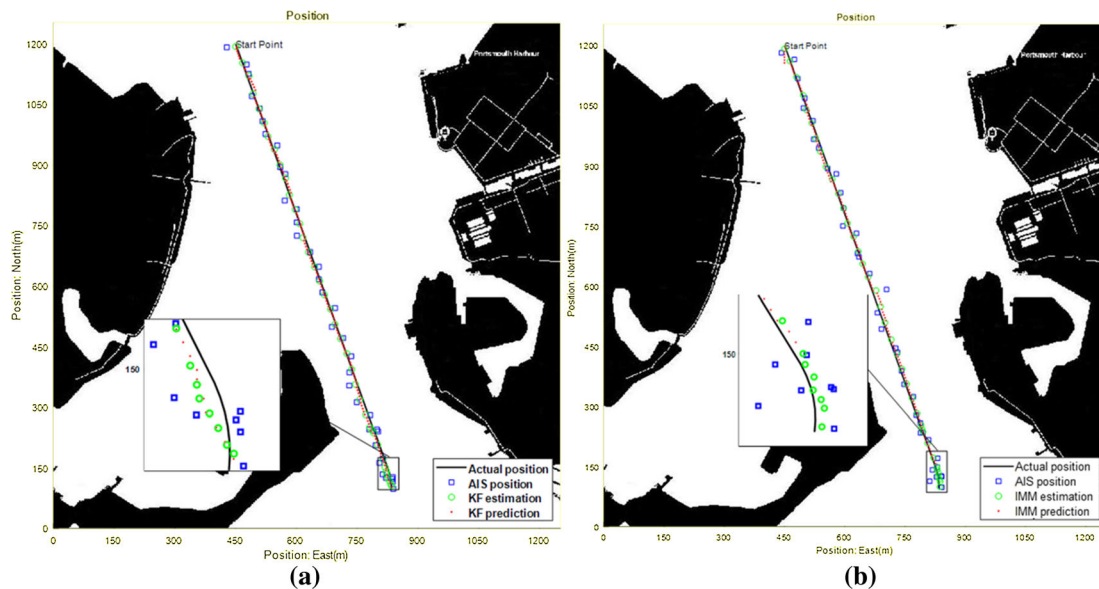 (a)
Position
Start Point
Portsmouth Harbour
1200
1050
900
750
600
450
300
150
0
Position: North(m)
150
Actual position
AIS position
KF estimation
KF prediction
0 150 300 450 600 750 900 1050 1200
Position: East(m)
(a)
(b)
Position
Start Point
Portsmouth Harbour
1200
1050
900
750
600
450
300
150
0
Position: North(m)
150
Actual position
AIS position
IMM estimation
IMM prediction
0 150 300 450 600 750 900 1050 1200
Position: East(m)
(b)